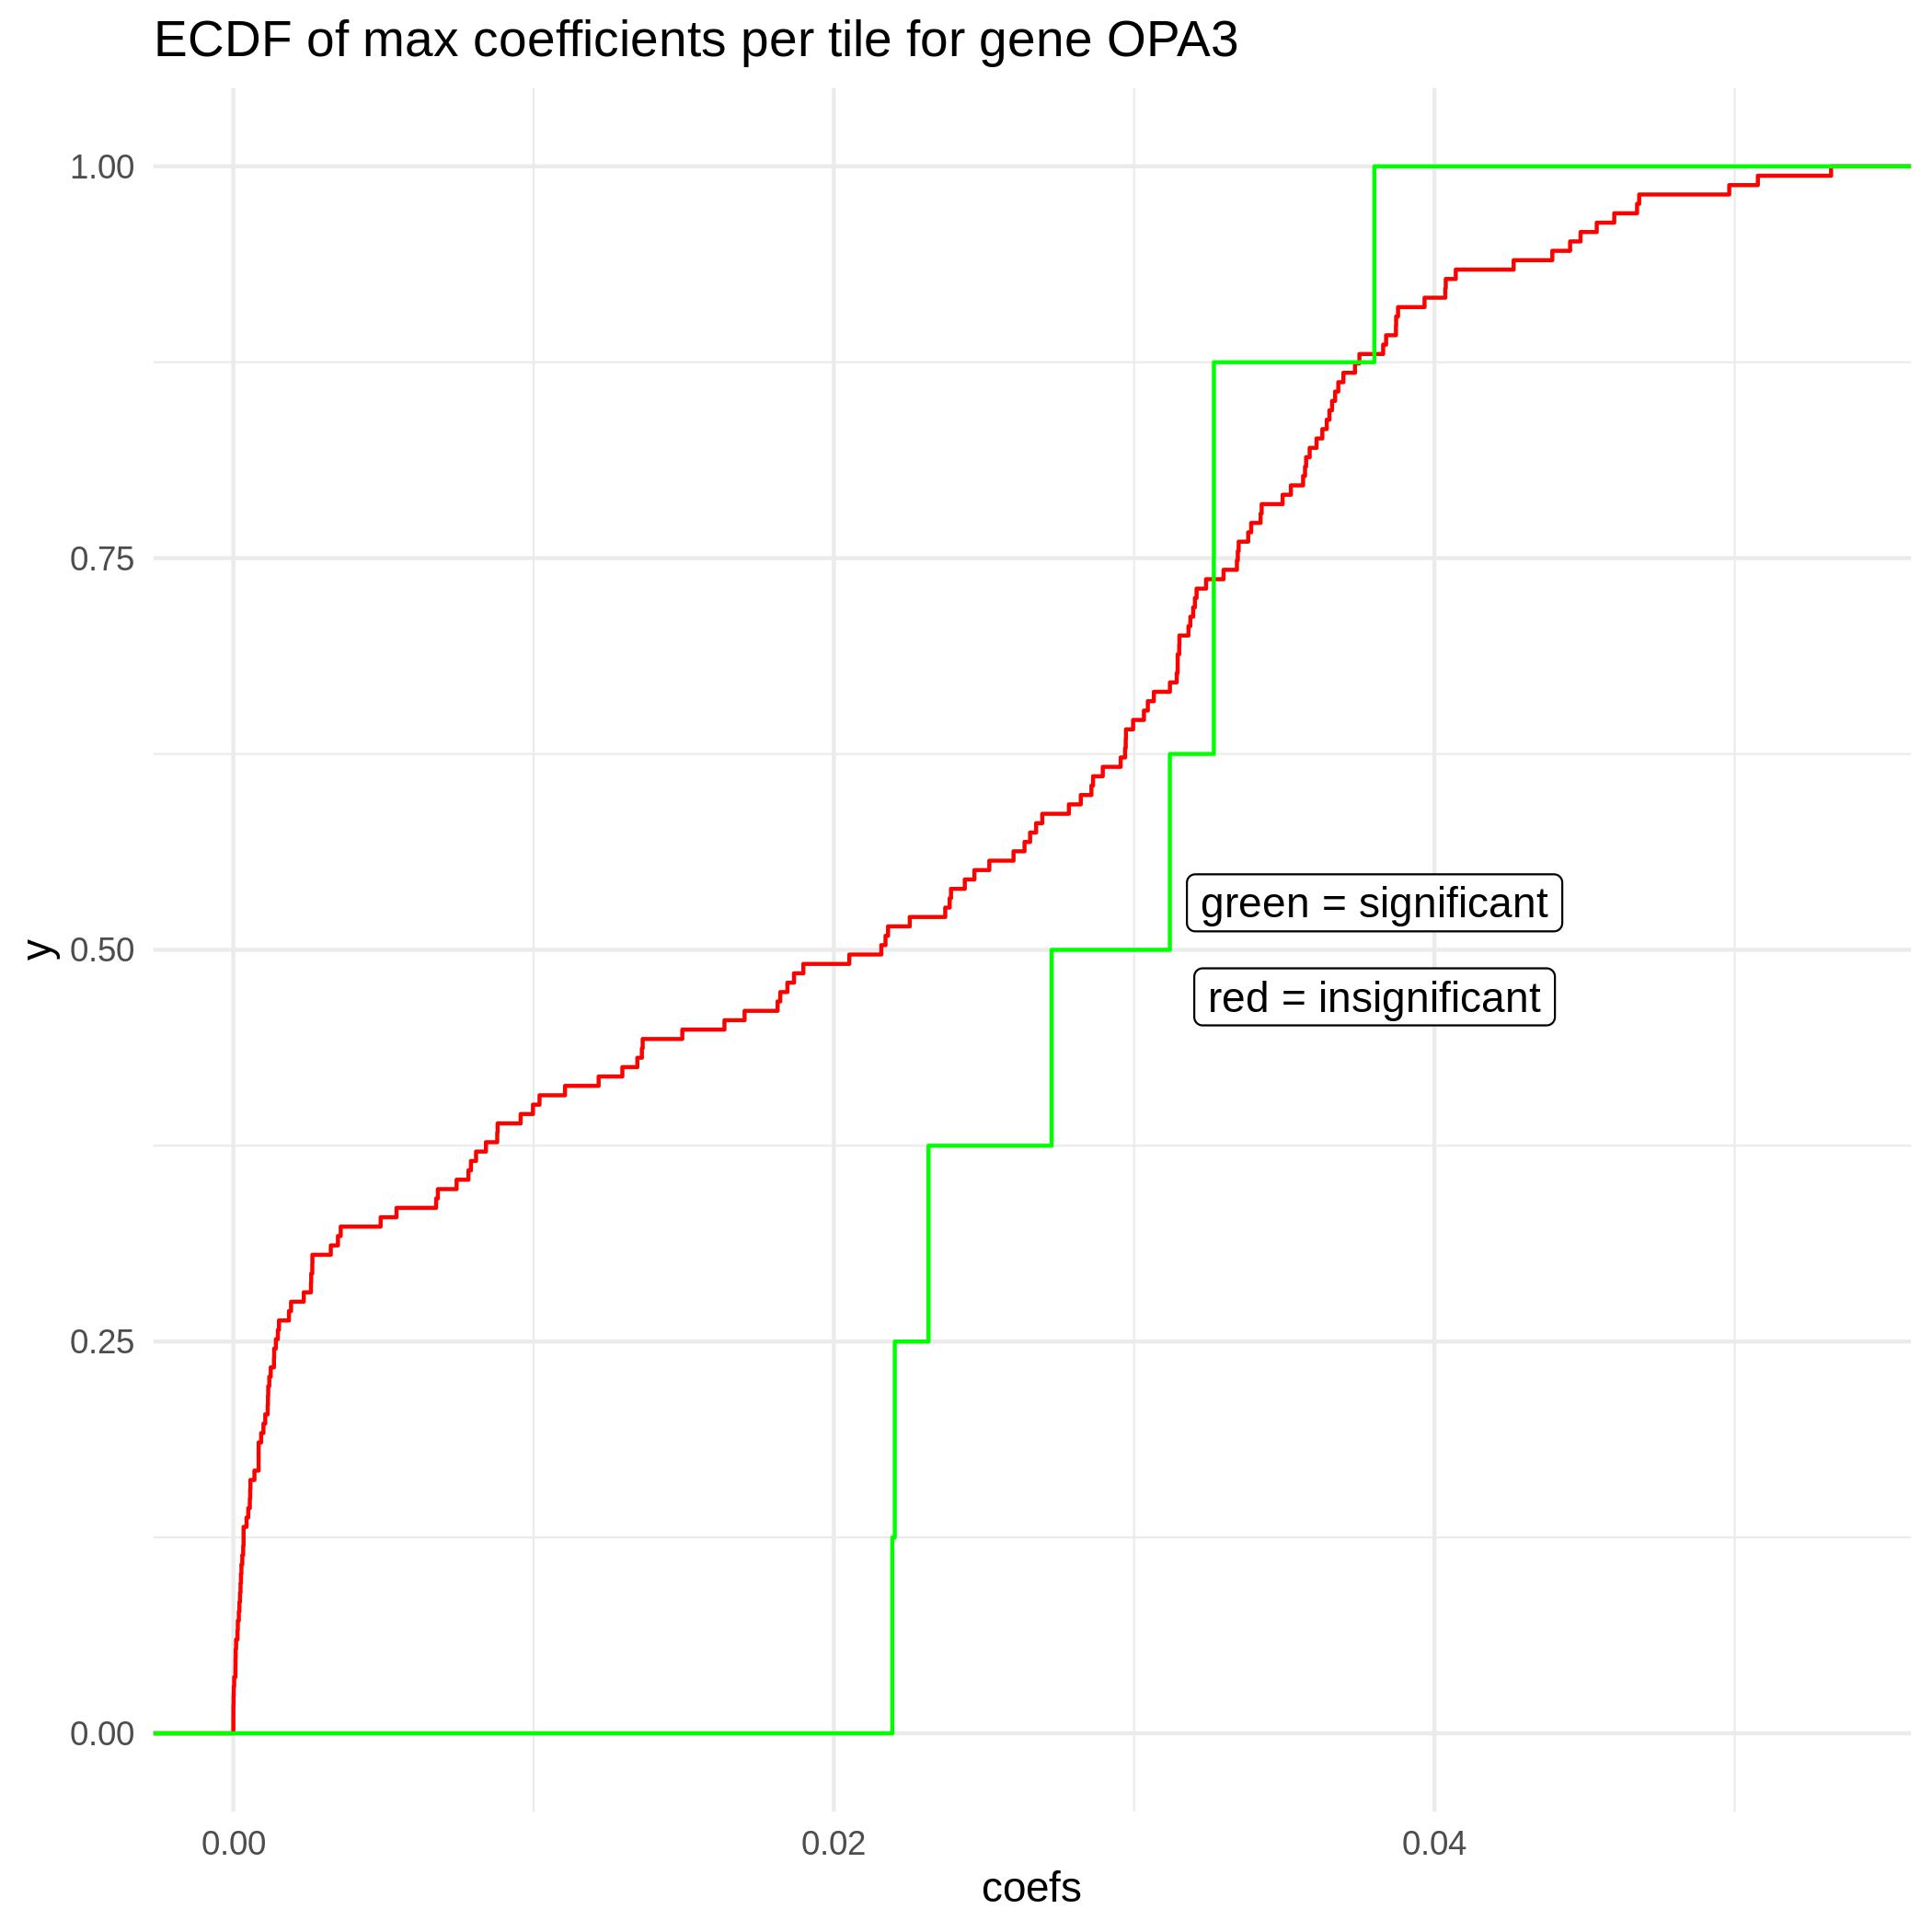 ECDF of max coefficients per tile for gene OPA3
1.00
0.75
0.50
0.25
0.00
y
green = significant
red = insignificant
0.00 0.02 0.04
coefs